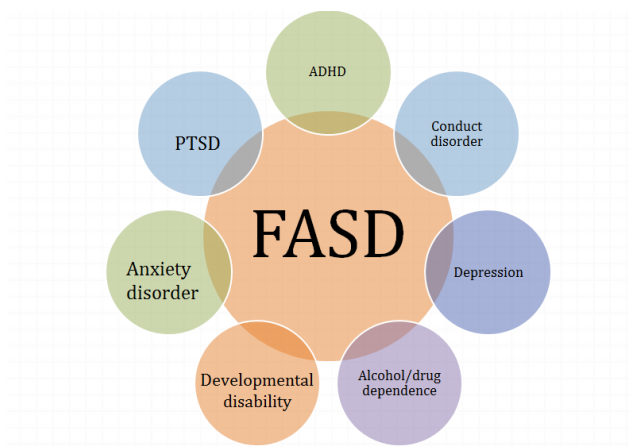 ADHD
Conduct
disorder
Depression
Alcohol/drug
dependence
Developmental
disability
Anxiety
disorder
PTSD
FASD